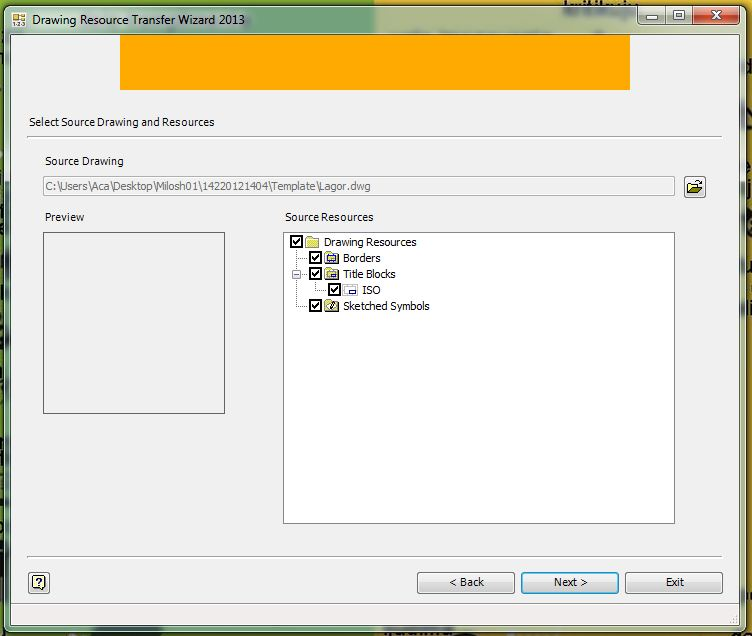 Drawing Resource Transfer Wizard 2013
Select Source Drawing and Resources
Source Drawing
C:\Users\Aca\Desktop\Milosh01\14220121404\Template\Lagor.dwg
Preview
Source Resources
Drawing Resources
Borders
Title Blocks
ISO
Sketched Symbols
?
< Back
Next >
Exit